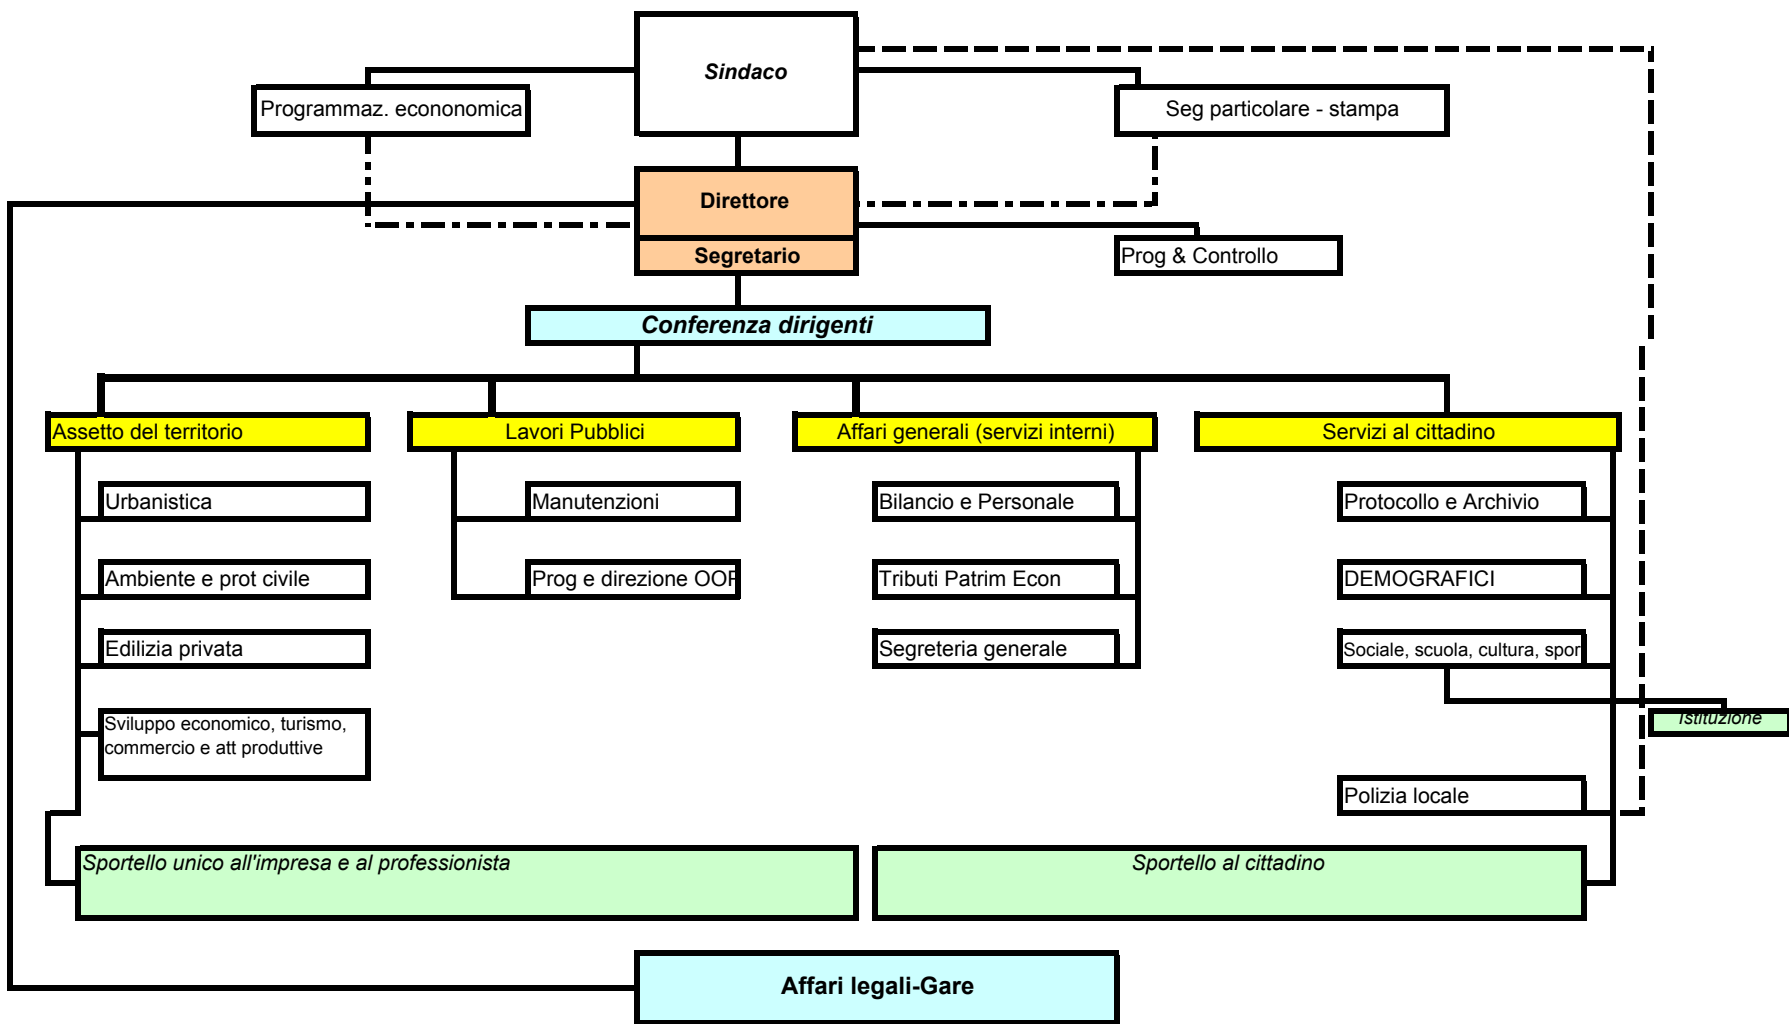 Sindaco
Programmaz. econonomica
Seg particolare - stampa
Direttore
Segretario
Prog & Controllo
Conferenza dirigenti
Assetto del territorio
Lavori Pubblici
Affari generali (servizi interni)
Servizi al cittadino
Urbanistica
Manutenzioni
Bilancio e Personale
Protocollo e Archivio
Ambiente e prot civile
Prog e direzione OOP
Tributi Patrim Econ
DEMOGRAFICI
Edilizia privata
Segreteria generale
Sociale, scuola, cultura, spor
Sviluppo economico, turismo,
commercio e att produttive
Istituzione
Polizia locale
Sportello unico all'impresa e al professionista
Sportello al cittadino
Affari legali-Gare